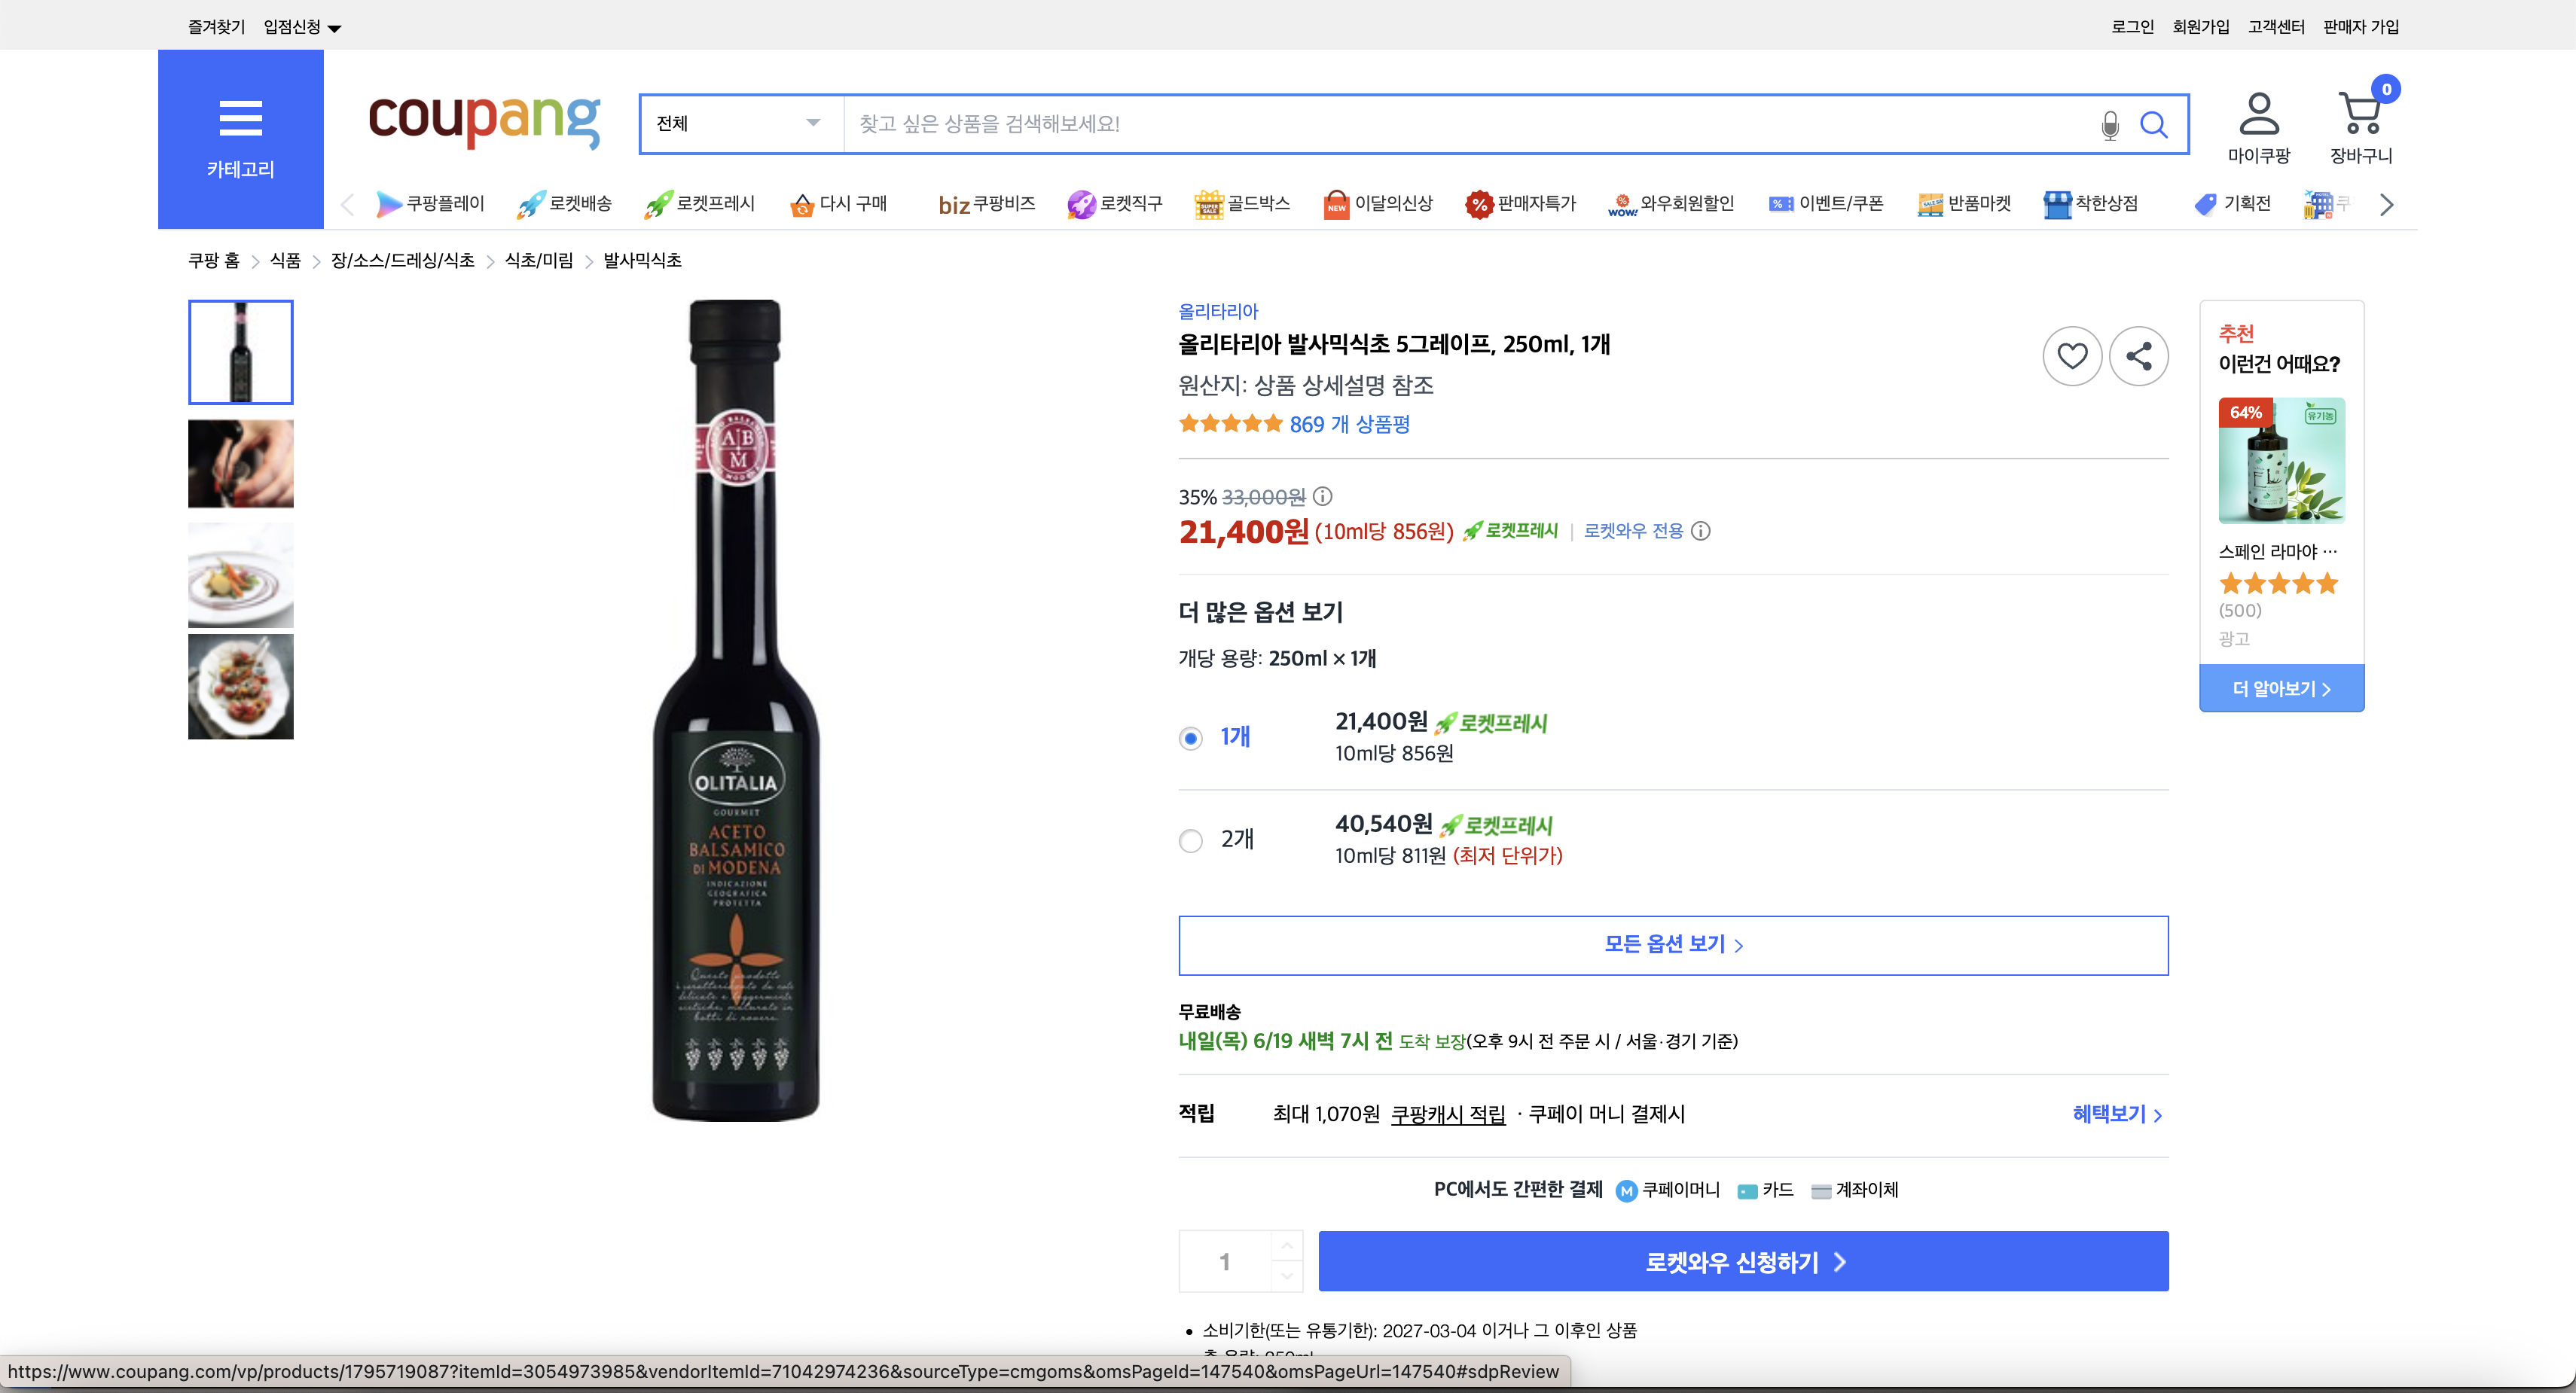 즐겨찾기 입점신청
로그인 회원가입 고객센터 판매자 가입
카테고리
coupang
전체
찾고 싶은 상품을 검색해보세요!
마이쿠팡
0
장바구니
쿠팡플레이 로켓배송 로켓프레시 다시 구매 biz 쿠팡비즈 로켓직구 SUPER SALE 골드박스 NEW 이달의신상 % 판매자특가 % WOW! 와우회원할인 % 이벤트/쿠폰 반품마켓 착한상점 기획전 쿠
쿠팡 홈 > 식품 > 장/소스/드레싱/식초 > 식초/미림 > 발사믹식초
AB
M
OLITALIA
GOURMET
ACETO
BALSAMICO
DI MODENA
INDICAZIONE
GEOGRAFICA
PROTETTA
Questo prodotto
è caratterizzato da note
delicate e leggermente
acetiche, maturato in
botti di rovere.
올리타리아
올리타리아 발사믹식초 5그레이프, 250ml, 1개
원산지: 상품 상세설명 참조
869 개 상품평
35% 33,000원
21,400원 (10ml당 856원) 로켓프레시 | 로켓와우 전용
더 많은 옵션 보기
개당 용량: 250ml × 1개
1개
21,400원 로켓프레시
10ml당 856원
2개
40,540원 로켓프레시
10ml당 811원 (최저 단위가)
모든 옵션 보기 >
무료배송
내일(목) 6/19 새벽 7시 전 도착 보장(오후 9시 전 주문 시 / 서울·경기 기준)
적립 최대 1,070원 쿠팡캐시 적립 · 쿠페이 머니 결제시 혜택보기 >
PC에서도 간편한 결제 M 쿠페이머니 카드 계좌이체
1
로켓와우 신청하기 >
• 소비기한(또는 유통기한): 2027-03-04 이거나 그 이후인 상품
추천
이런건 어때요?
64%
유기농
스페인 라마야 ...
(500)
광고
더 알아보기 >
https://www.coupang.com/vp/products/1795719087?itemId=3054973985&vendorItemId=71042974236&sourceType=cmgoms&omsPageId=147540&omsPageUrl=147540#sdpReview